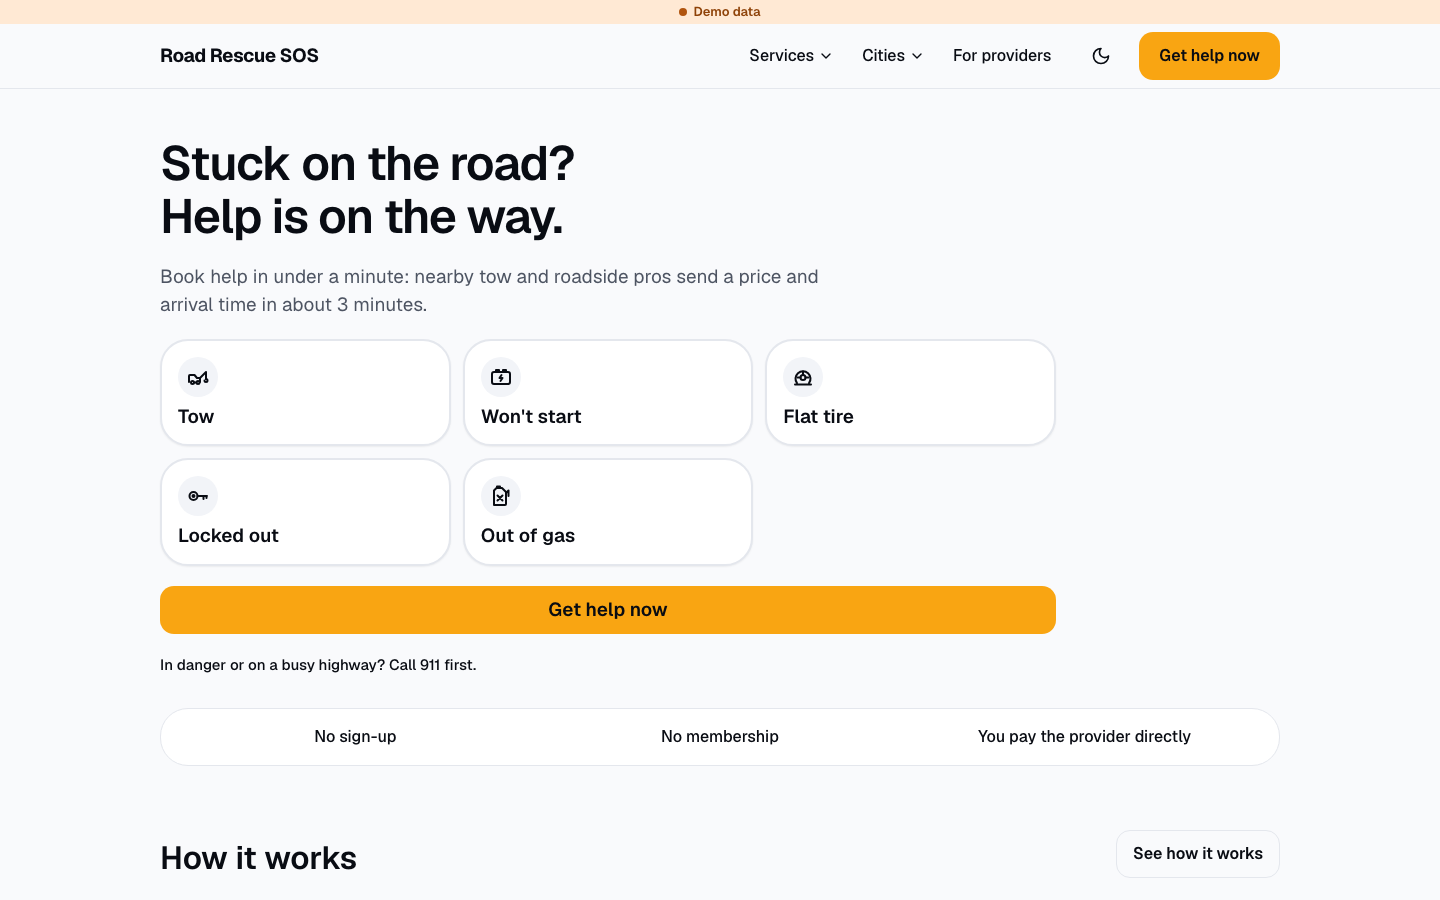 Demo data
Road Rescue SOS
Services
Cities
For providers
Get help now
Stuck on the road?
Help is on the way.
Book help in under a minute: nearby tow and roadside pros send a price and
arrival time in about 3 minutes.
Tow
Won't start
Flat tire
Locked out
Out of gas
Get help now
In danger or on a busy highway? Call 911 first.
No sign-up
No membership
You pay the provider directly
How it works
See how it works